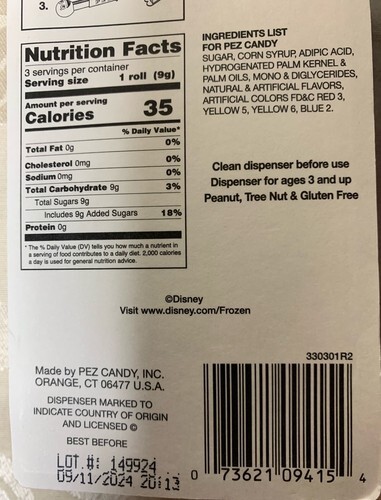 3.
Nutrition Facts
3 servings per container
Serving size 1 roll (9g)
Amount per serving
Calories 35
% Daily Value*
Total Fat 0g 0%
Cholesterol 0mg 0%
Sodium 0mg 0%
Total Carbohydrate 9g 3%
Total Sugars 9g
Includes 9g Added Sugars 18%
Protein 0g
* The % Daily Value (DV) tells you how much a nutrient in
a serving of food contributes to a daily diet. 2,000 calories
a day is used for general nutrition advice.
INGREDIENTS LIST
FOR PEZ CANDY
SUGAR, CORN SYRUP, ADIPIC ACID,
HYDROGENATED PALM KERNEL &
PALM OILS, MONO & DIGLYCERIDES,
NATURAL & ARTIFICIAL FLAVORS,
ARTIFICIAL COLORS FD&C RED 3,
YELLOW 5, YELLOW 6, BLUE 2.
Clean dispenser before use
Dispenser for ages 3 and up
Peanut, Tree Nut & Gluten Free
©Disney
Visit www.disney.com/Frozen
Made by PEZ CANDY, INC.
ORANGE, CT 06477 U.S.A.
DISPENSER MARKED TO
INDICATE COUNTRY OF ORIGIN
AND LICENSED ©
BEST BEFORE
LOT.#: 149924
09/11/2024 20:13
330301R2
0 73621 09415 4